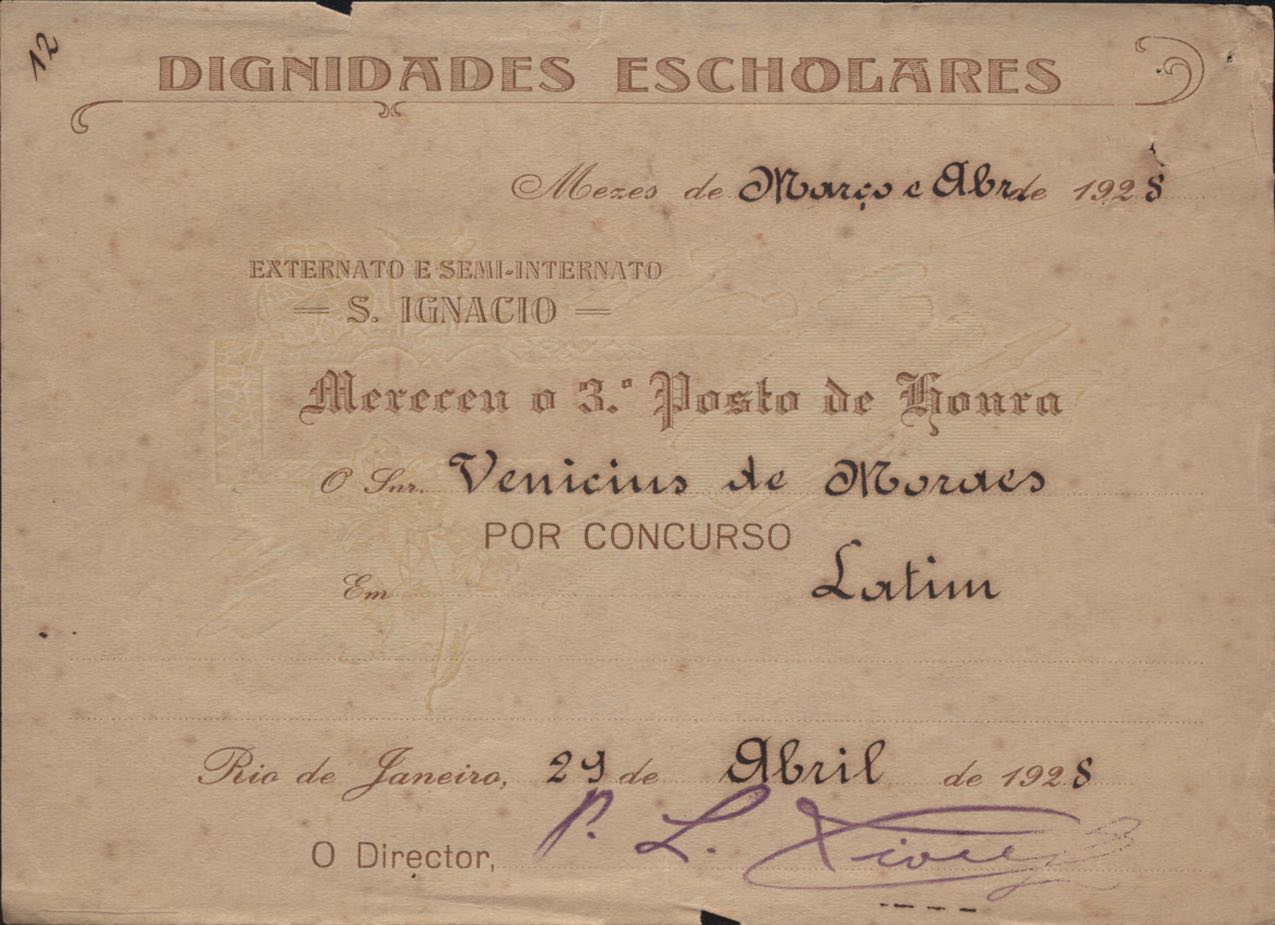 12
DIGNIDADES ESCHOLARES
Mezes de Março e Abr de 1928
EXTERNATO E SEMI-INTERNATO
— S. IGNACIO —
Mereceu o 3.º Posto de Honra
O Snr. Venicius de Moraes
POR CONCURSO
Em Latim
Rio de Janeiro, 29 de Abril de 1928
O Director, P. L.